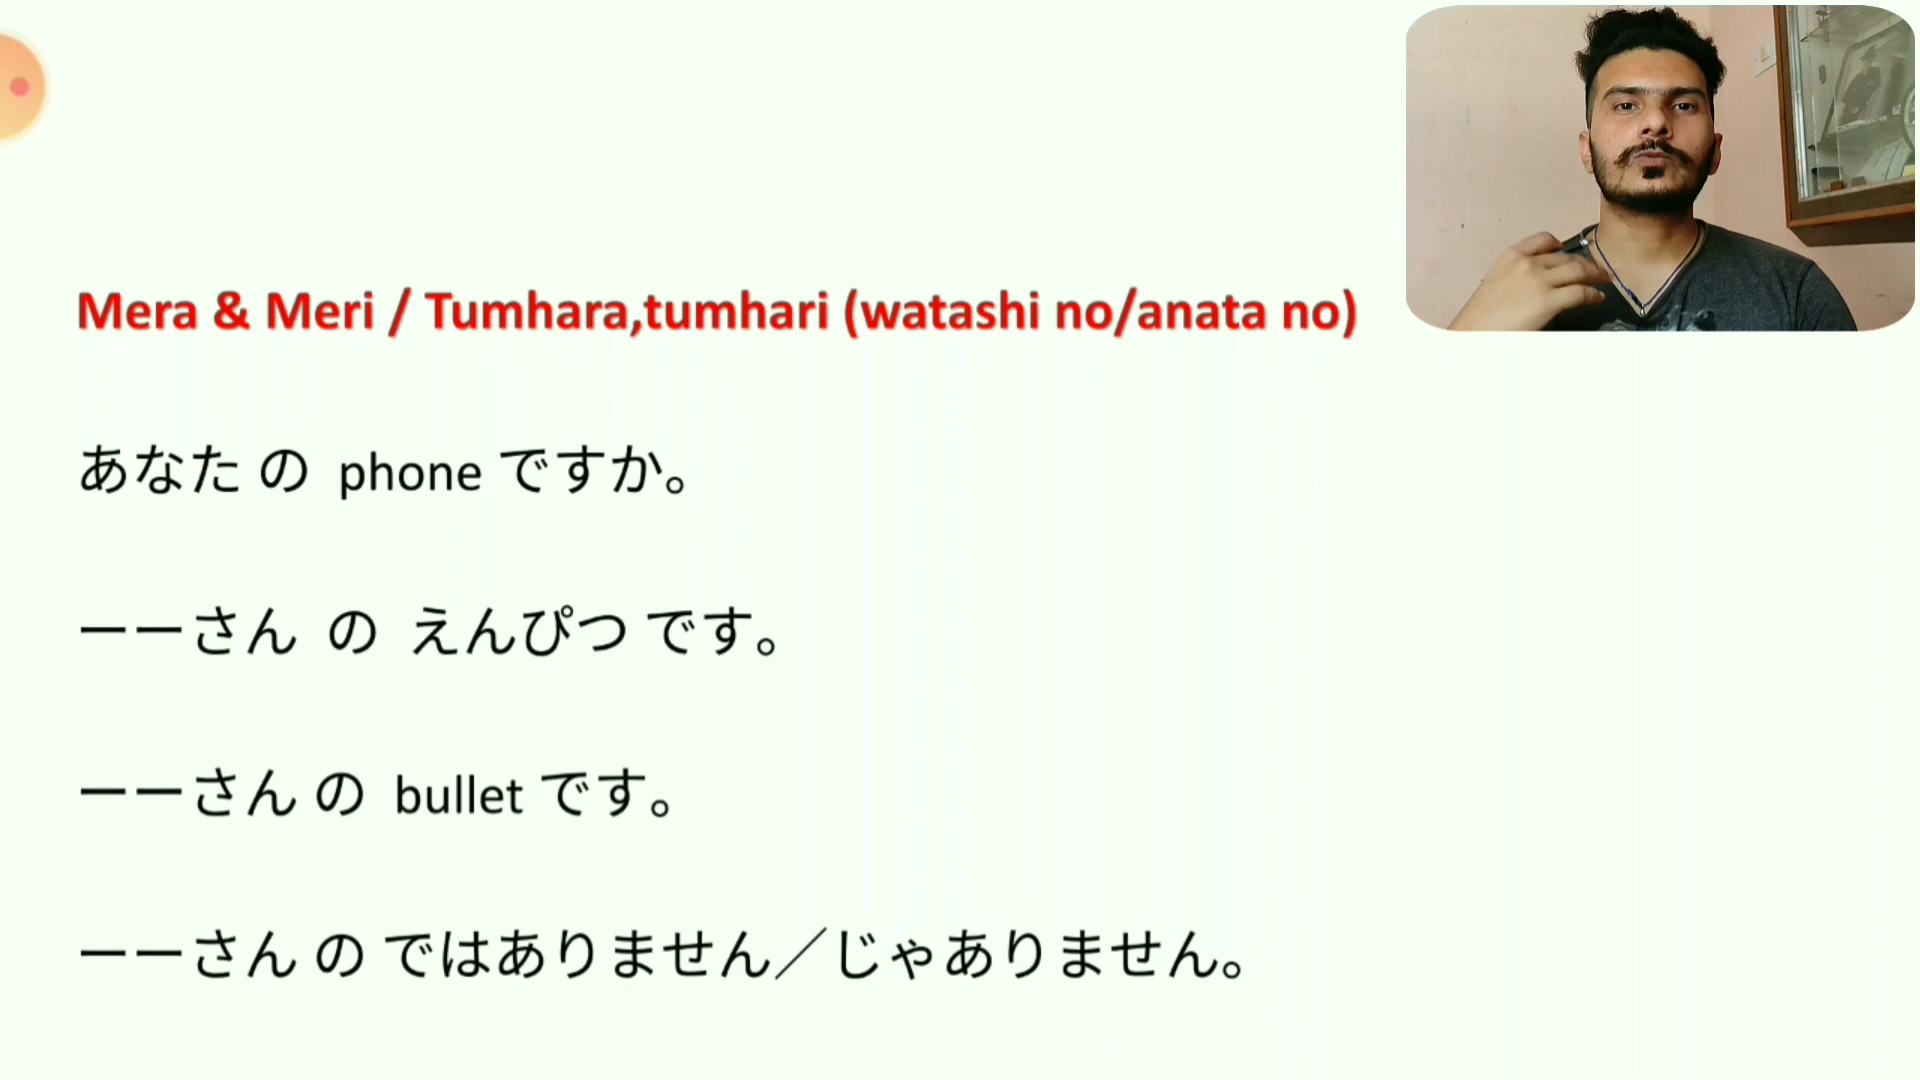 Mera & Meri / Tumhara,tumhari (watashi no/anata no)
あなた の phone ですか。
ーーさん の えんぴつ です。
ーーさん の bullet です。
ーーさん の ではありません／じゃありません。